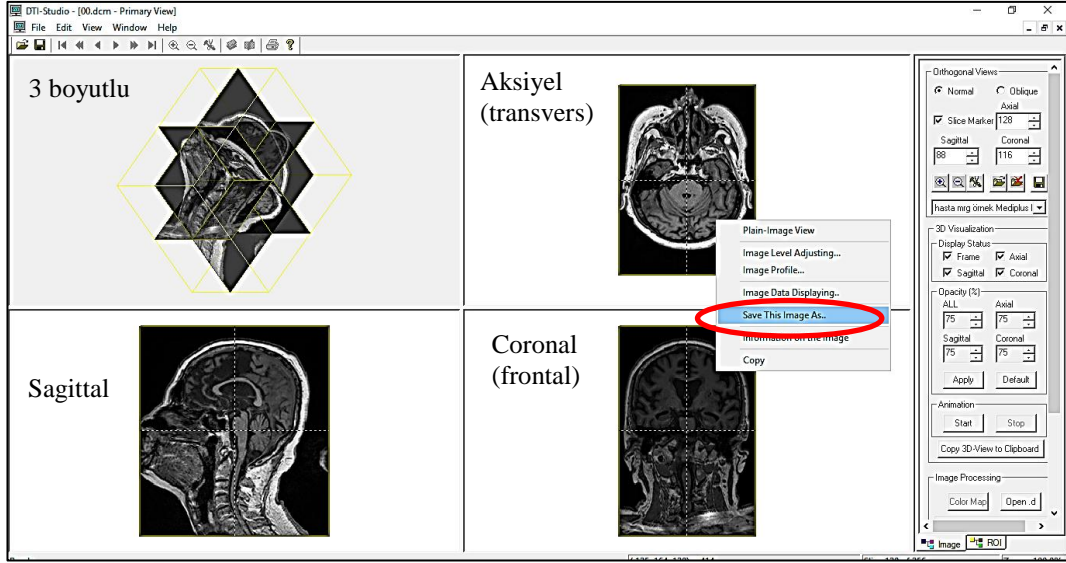 DTI-Studio - [00.dcm - Primary View]
File Edit View Window Help
3 boyutlu
Aksiyel
(transvers)
Plain-Image View
Image Level Adjusting...
Image Profile...
Image Data Displaying..
Save This Image As..
Information on the Image
Copy
Sagittal
Coronal
(frontal)
Orthogonal Views
Normal Oblique
Axial
Slice Marker 128
Sagittal Coronal
88 116
hasta mrg örnek Mediplus
3D Visualization
Display Status
Frame Axial
Sagittal Coronal
Opacity (%)
ALL Axial
75 75
Sagittal Coronal
75 75
Apply Default
Animation
Start Stop
Copy 3D-View to Clipboard
Image Processing
Color Map Open .d
Image ROI